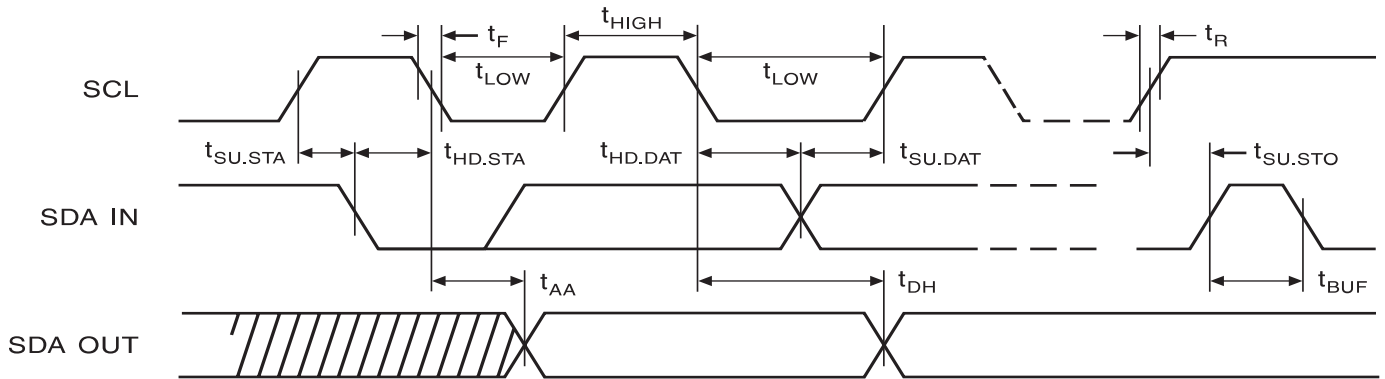 tHIGH
tF
tR
tLOW
tLOW
SCL
tSU.STA
tHD.STA
tHD.DAT
tSU.DAT
tSU.STO
SDA IN
tAA
tDH
tBUF
SDA OUT